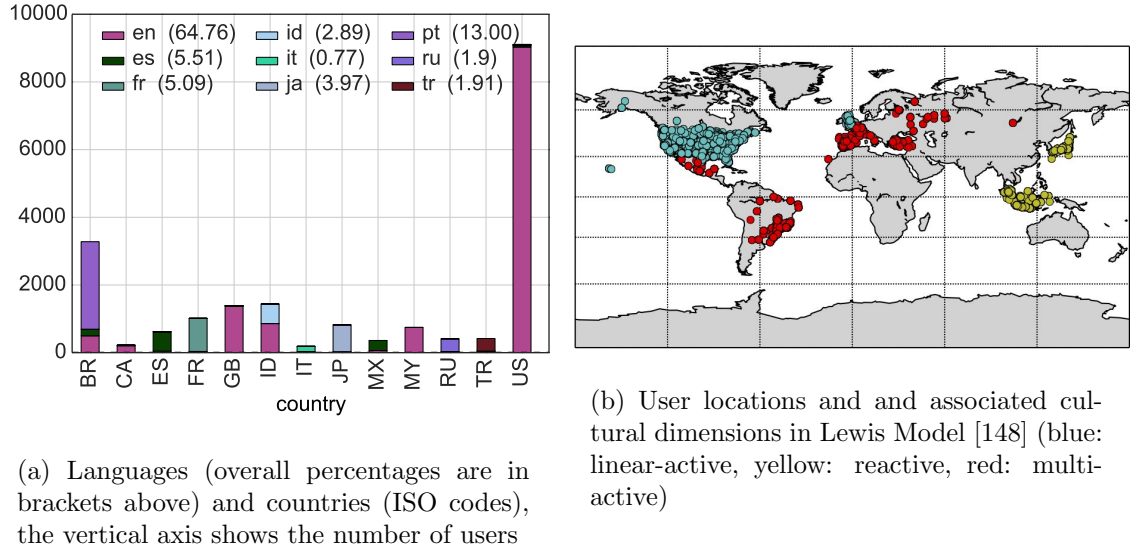 10000
8000
6000
4000
2000
0
en (64.76) id (2.89) pt (13.00)
es (5.51) it (0.77) ru (1.9)
fr (5.09) ja (3.97) tr (1.91)
BR CA ES FR GB ID IT JP MX MY RU TR US
country
(a) Languages (overall percentages are in
brackets above) and countries (ISO codes),
the vertical axis shows the number of users
(b) User locations and and associated cul-
tural dimensions in Lewis Model [148] (blue:
linear-active, yellow: reactive, red: multi-
active)